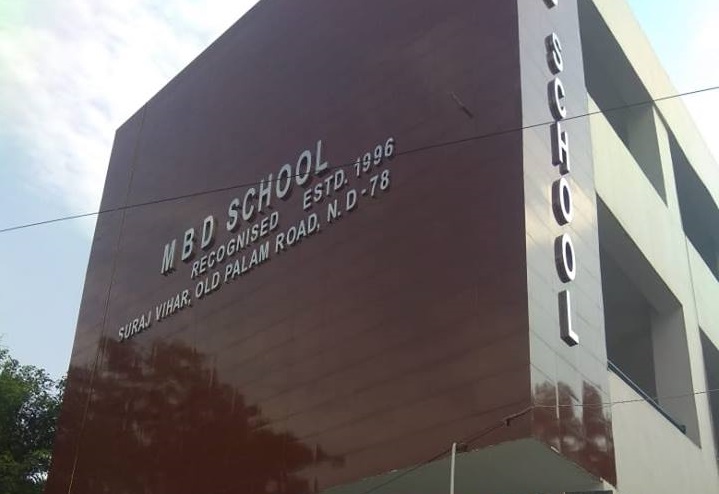 MBD SCHOOL
RECOGNISED ESTD. 1996
SURAJ VIHAR, OLD PALAM ROAD, N. D-78
SCHOOL